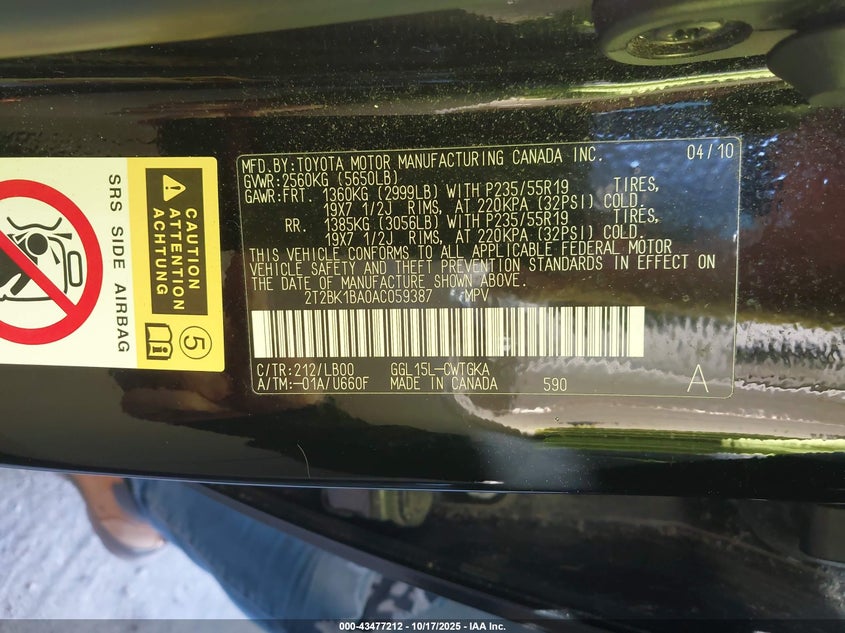 MFD.BY:TOYOTA MOTOR MANUFACTURING CANADA INC. 04/10
GVWR:2560KG (5650LB)
GAWR:FRT. 1360KG (2999LB) WITH P235/55R19 TIRES,
19X7 1/2J RIMS, AT 220KPA (32PSI) COLD.
RR. 1385KG (3056LB) WITH P235/55R19 TIRES,
19X7 1/2J RIMS, AT 220KPA (32PSI) COLD.
THIS VEHICLE CONFORMS TO ALL APPLICABLE FEDERAL MOTOR
VEHICLE SAFETY AND THEFT PREVENTION STANDARDS IN EFFECT ON
THE DATE OF MANUFACTURE SHOWN ABOVE.
2T2BK1BA0AC059387 MPV
C/TR:212/LB00 GGL15L-CWTGKA
A/TM:-01A/U660F MADE IN CANADA 590 A
SRS SIDE AIRBAG
CAUTION
ATTENTION
ACHTUNG
5
000-43477212 - 10/17/2025 - IAA Inc.